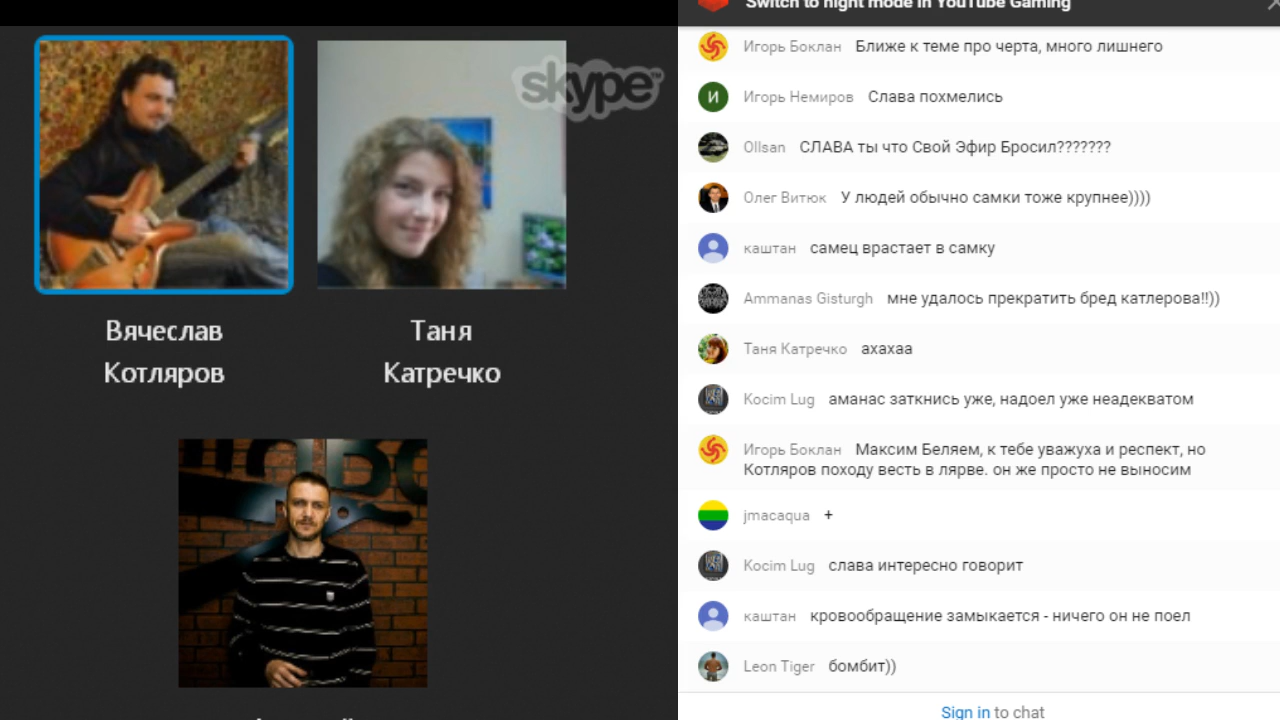 skype
Вячеслав
Котляров
Таня
Катречко
Switch to night mode in YouTube Gaming
Игорь Боклан Ближе к теме про черта, много лишнего
И
Игорь Немиров Слава похмелись
Ollsan СЛАВА ты что Свой Эфир Бросил???????
Олег Витюк У людей обычно самки тоже крупнее))))
каштан самец врастает в самку
Ammanas Gisturgh мне удалось прекратить бред катлерова!!))
Таня Катречко ахахаа
Kocim Lug аманас заткнись уже, надоел уже неадекватом
Игорь Боклан Максим Беляем, к тебе уважуха и респект, но
Котляров походу весть в лярве. он же просто не выносим
jmacaqua +
Kocim Lug слава интересно говорит
каштан кровообращение замыкается - ничего он не поел
Leon Tiger бомбит))
Sign in to chat